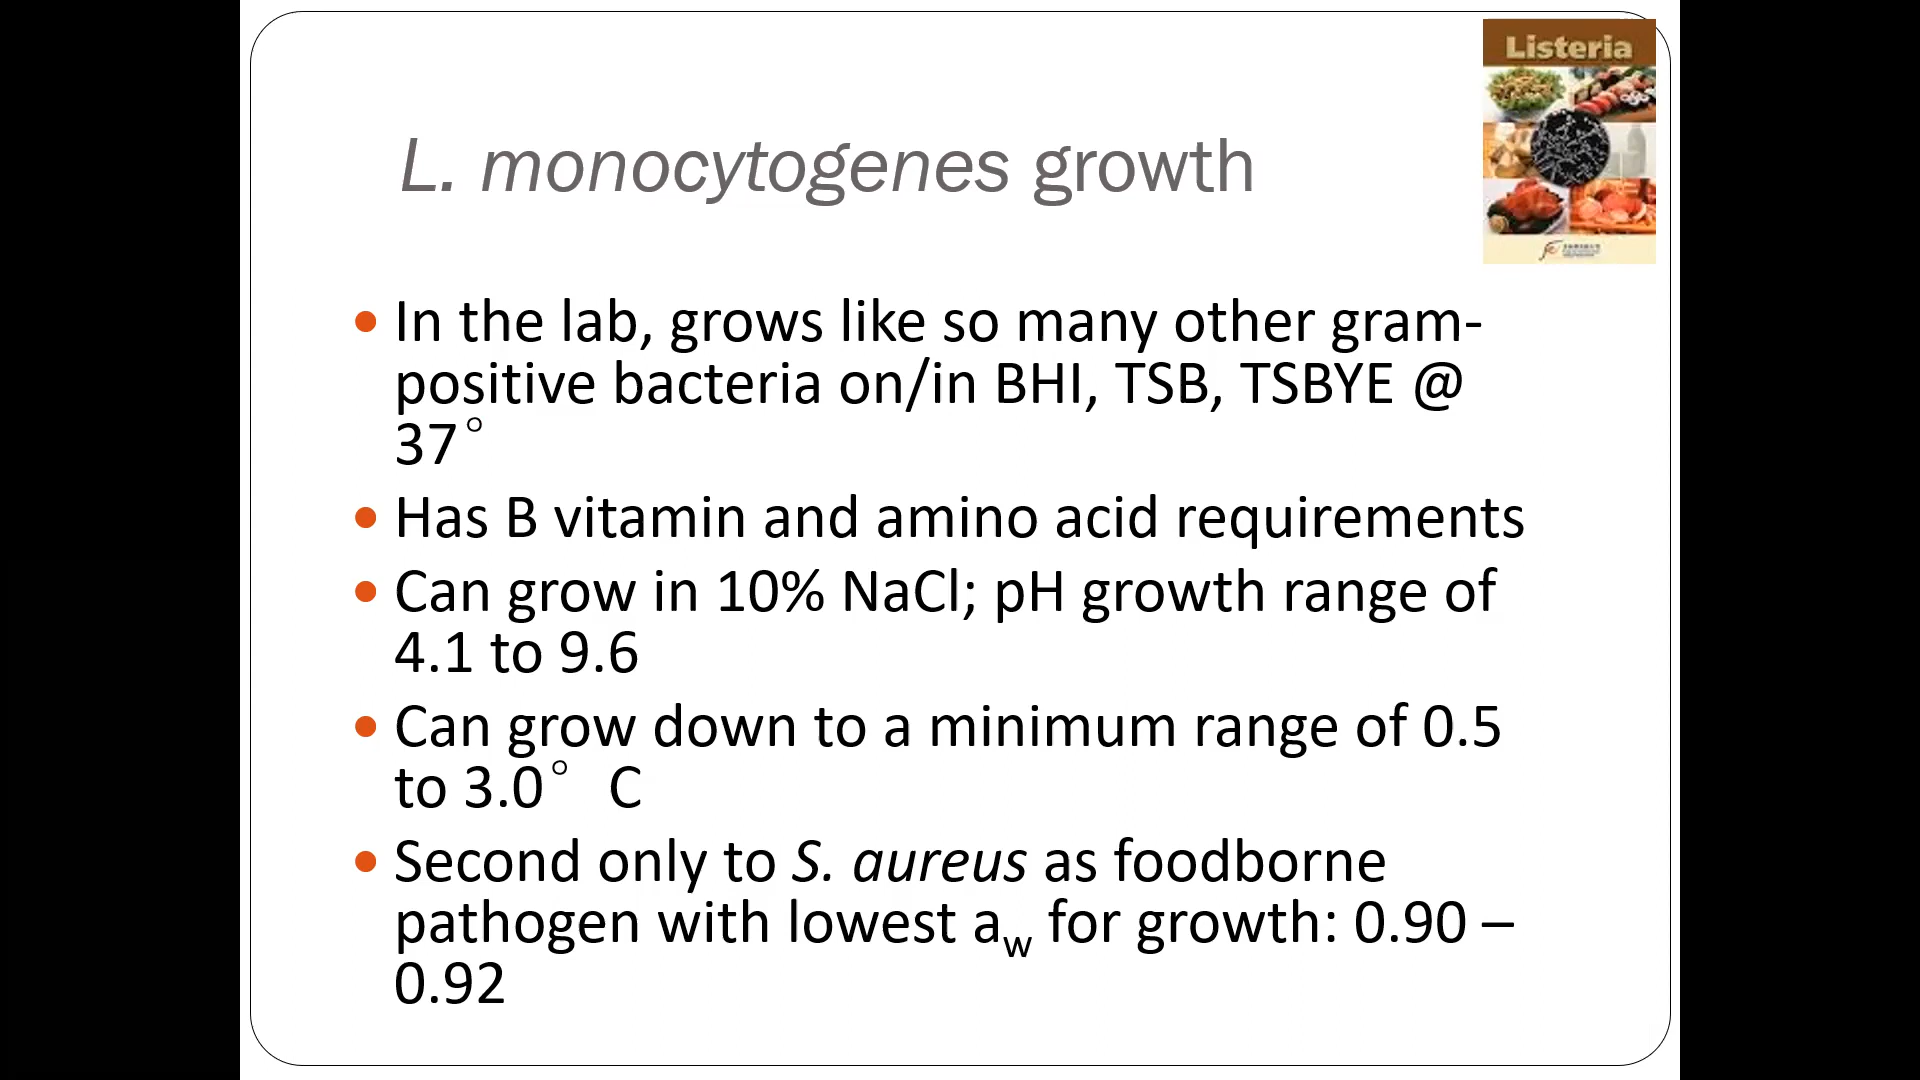 Listeria
L. monocytogenes growth
• In the lab, grows like so many other gram-
positive bacteria on/in BHI, TSB, TSBYE @
37°
• Has B vitamin and amino acid requirements
• Can grow in 10% NaCl; pH growth range of
4.1 to 9.6
• Can grow down to a minimum range of 0.5
to 3.0° C
• Second only to S. aureus as foodborne
pathogen with lowest aw for growth: 0.90 –
0.92